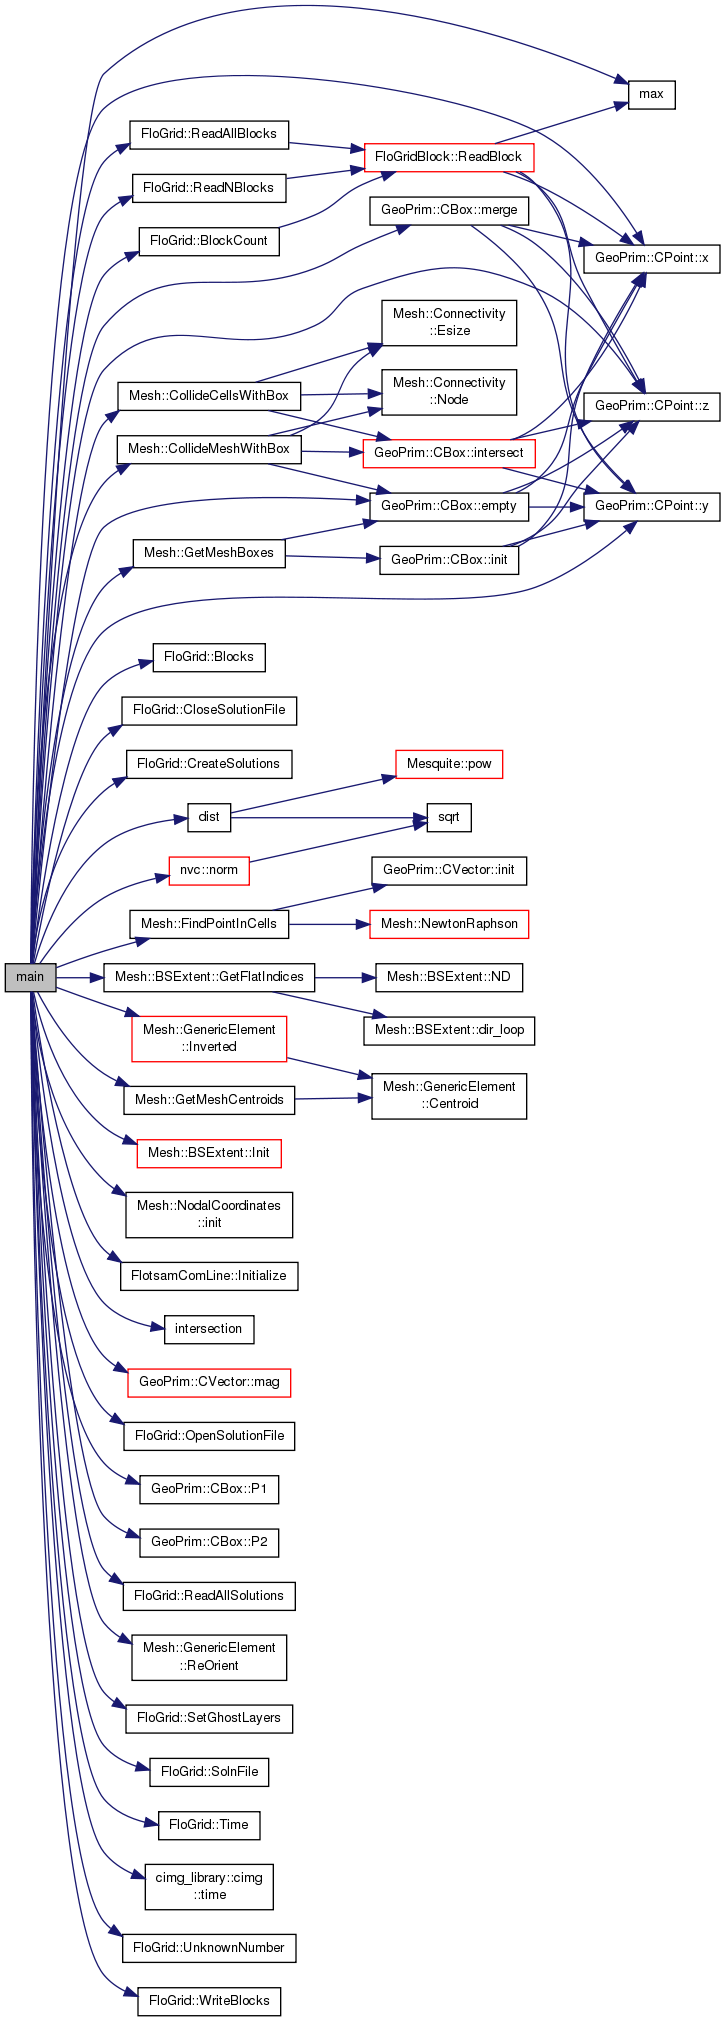 max
FloGrid::ReadAllBlocks
FloGridBlock::ReadBlock
FloGrid::ReadNBlocks
GeoPrim::CBox::merge
FloGrid::BlockCount
GeoPrim::CPoint::x
Mesh::Connectivity
::Esize
Mesh::CollideCellsWithBox
Mesh::Connectivity
::Node
GeoPrim::CPoint::z
Mesh::CollideMeshWithBox
GeoPrim::CBox::intersect
GeoPrim::CBox::empty
GeoPrim::CPoint::y
Mesh::GetMeshBoxes
GeoPrim::CBox::init
FloGrid::Blocks
FloGrid::CloseSolutionFile
FloGrid::CreateSolutions
Mesquite::pow
dist
sqrt
nvc::norm
GeoPrim::CVector::init
Mesh::FindPointInCells
Mesh::NewtonRaphson
main
Mesh::BSExtent::GetFlatIndices
Mesh::BSExtent::ND
Mesh::BSExtent::dir_loop
Mesh::GenericElement
::Inverted
Mesh::GenericElement
::Centroid
Mesh::GetMeshCentroids
Mesh::BSExtent::Init
Mesh::NodalCoordinates
::init
FlotsamComLine::Initialize
intersection
GeoPrim::CVector::mag
FloGrid::OpenSolutionFile
GeoPrim::CBox::P1
GeoPrim::CBox::P2
FloGrid::ReadAllSolutions
Mesh::GenericElement
::ReOrient
FloGrid::SetGhostLayers
FloGrid::SolnFile
FloGrid::Time
cimg_library::cimg
::time
FloGrid::UnknownNumber
FloGrid::WriteBlocks